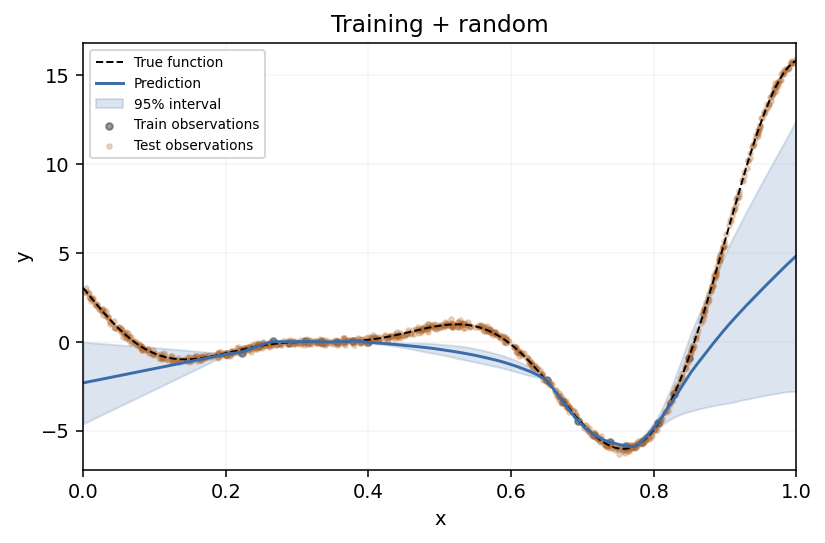 Training + random
True function
Prediction
95% interval
Train observations
Test observations
y
15
10
5
0
−5
0.0 0.2 0.4 0.6 0.8 1.0
x